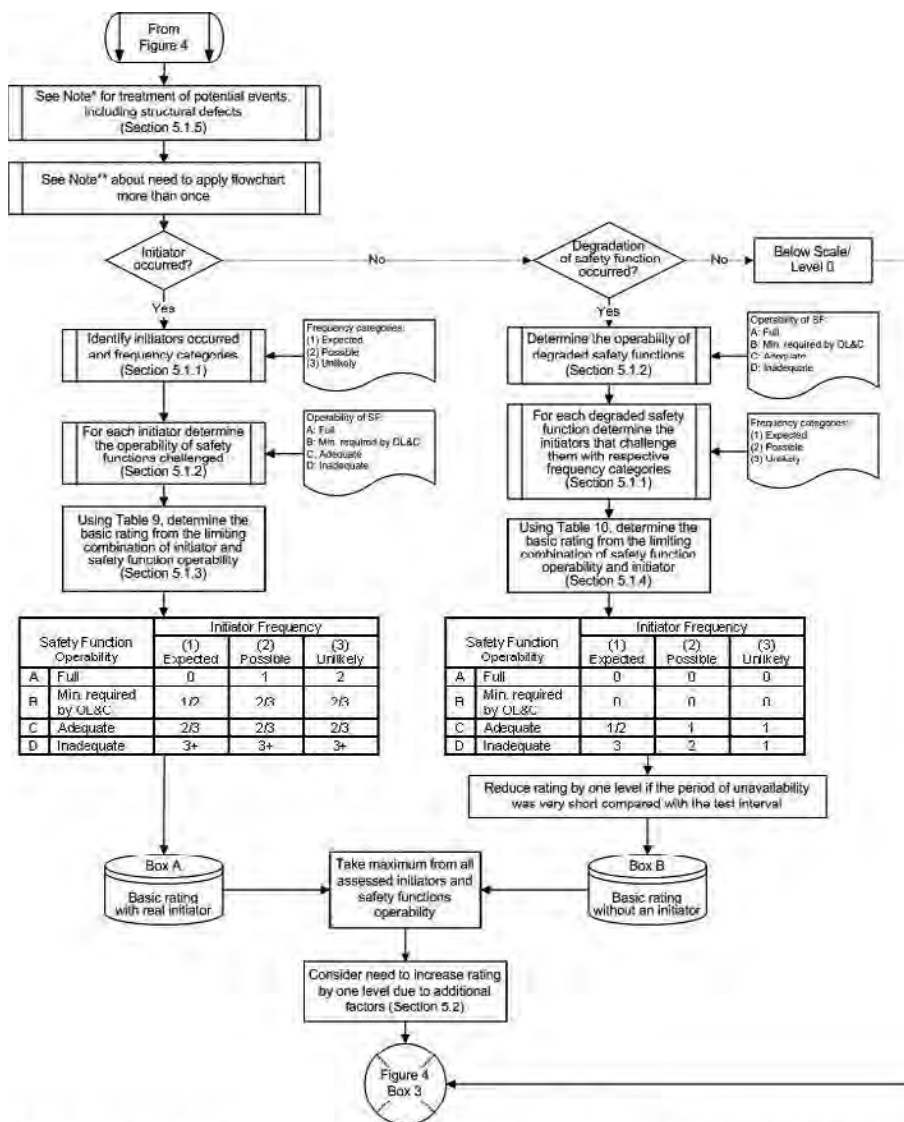 From
Figure 4
See Note* for treatment of potential events,
including structural defects
(Section 5.1.5)
See Note** about need to apply flowchart
more than once
Initiator
occurred?
No
Degradation
of safety function
occurred?
No
Below Scale/
Level 0
Yes
Yes
Identify initiators occurred
and frequency categories
(Section 5.1.1)
Frequency categories:
(1) Expected
(2) Possible
(3) Unlikely
Determine the operability of
degraded safety functions
(Section 5.1.2)
Operability of SF:
A: Full
B: Min. required by OL&C
C: Adequate
D: Inadequate
For each initiator determine
the operability of safety
functions challenged
(Section 5.1.2)
Operability of SF:
A: Full
B: Min. required by OL&C
C: Adequate
D: Inadequate
For each degraded safety
function determine the
initiators that challenge
them with respective
frequency categories
(Section 5.1.1)
Frequency categories:
(1) Expected
(2) Possible
(3) Unlikely
Using Table 9, determine the
basic rating from the limiting
combination of initiator and
safety function operability
(Section 5.1.3)
Using Table 10, determine the
basic rating from the limiting
combination of safety function
operability and initiator
(Section 5.1.4)
Safety Function
Operability
Initiator Frequency
(1) (2) (3)
Expected Possible Unlikely
A Full 0 1 2
B Min. required
by OL&C 1/2 2/3 2/3
C Adequate 2/3 2/3 2/3
D Inadequate 3+ 3+ 3+
Safety Function
Operability
Initiator Frequency
(1) (2) (3)
Expected Possible Unlikely
A Full 0 0 0
B Min. required
by OL&C 0 0 0
C Adequate 1/2 1 1
D Inadequate 3 2 1
Reduce rating by one level if the period of unavailability
was very short compared with the test interval
Box A
Basic rating
with real initiator
Take maximum from all
assessed initiators and
safety functions
operability
Box B
Basic rating
without an initiator
Consider need to increase rating
by one level due to additional
factors (Section 5.2)
Figure 4
Box 3